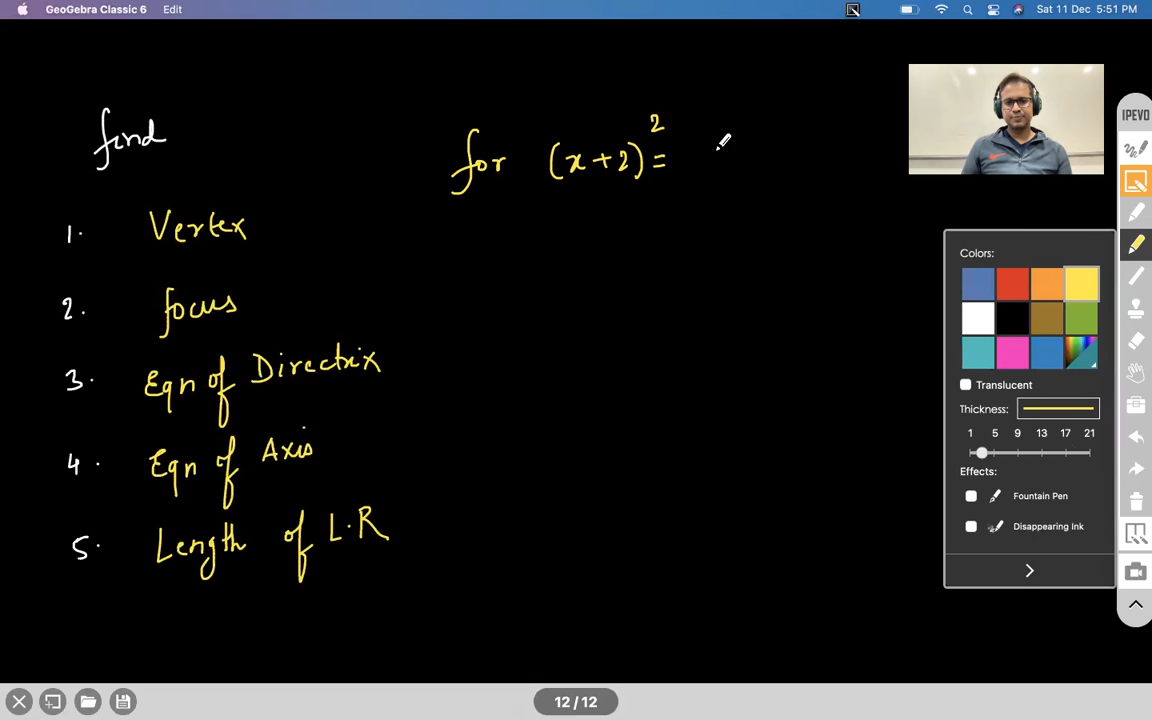 GeoGebra Classic 6 Edit Sat 11 Dec 5:51 PM
find
for (x+2)² =
1. Vertex
2. focus
3. Eqn of Directrix
4. Eqn of Axis
5. Length of L.R
IPEVO
Colors:
Translucent
Thickness:
1 5 9 13 17 21
Effects:
Fountain Pen
Disappearing Ink
12 / 12